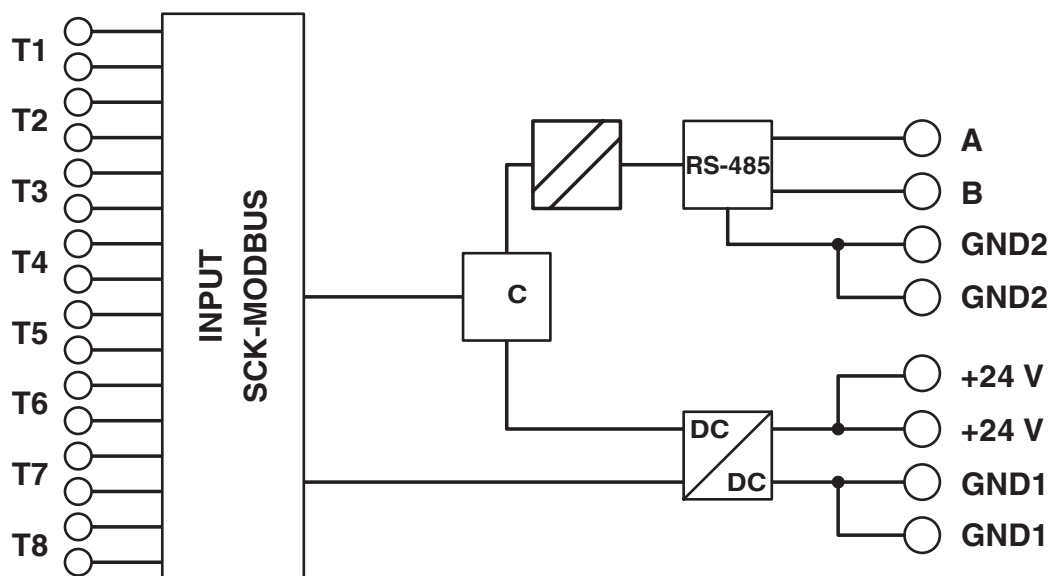 T1
T2
T3
T4
T5
T6
T7
T8
INPUT
SCK-MODBUS
C
RS-485
DC
DC
A
B
GND2
GND2
+24 V
+24 V
GND1
GND1